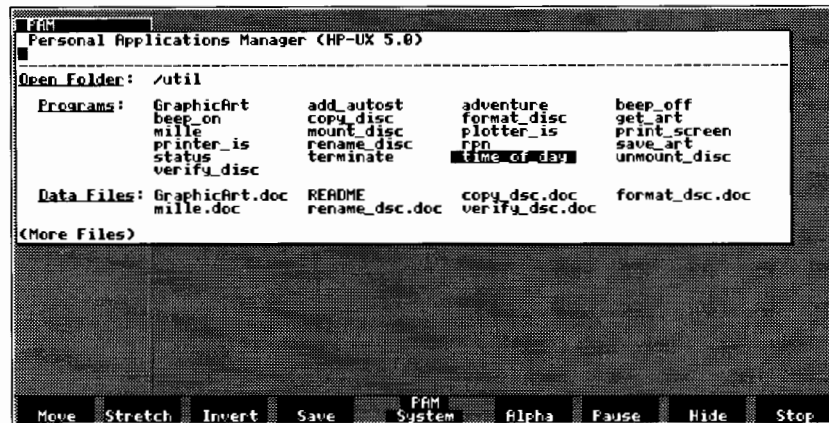 PAM
Personal Applications Manager (HP-UX 5.0)
Open Folder: /util
Programs: GraphicArt add_autost adventure beep_off
beep_on copy_disc format_disc get_art
mille mount_disc plotter_is print_screen
printer_is rename_disc rpn save_art
status terminate time_of_day unmount_disc
verify_disc
Data Files: GraphicArt.doc README copy_dsc.doc format_dsc.doc
mille.doc rename_dsc.doc verify_dsc.doc
(More Files)
Move Stretch Invert Save PAM System Alpha Pause Hide Stop